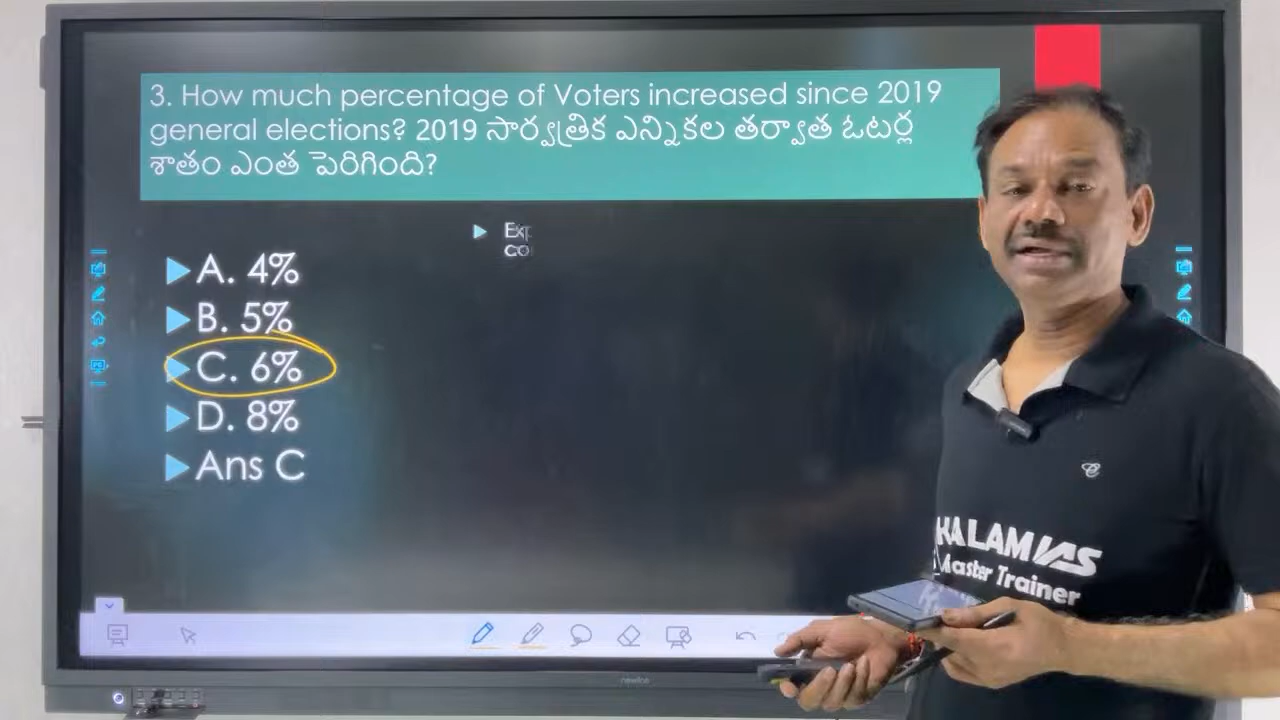 3. How much percentage of Voters increased since 2019
general elections? 2019 సార్వత్రిక ఎన్నికల తర్వాత ఓటర్ల
శాతం ఎంత పెరిగింది?
A. 4%
B. 5%
C. 6%
D. 8%
Ans C
KALAM IAS
Master Trainer
newline